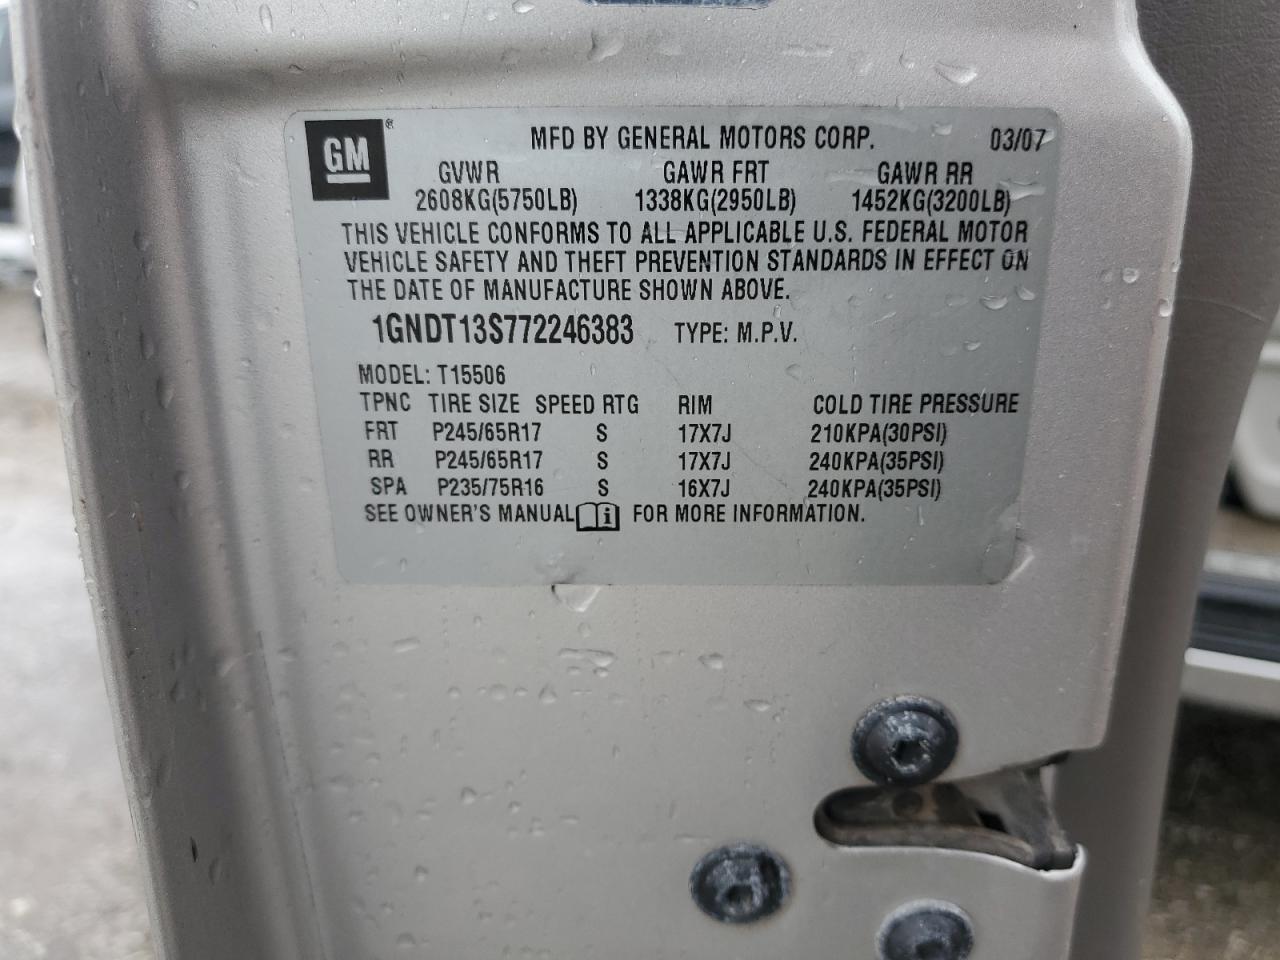 GM ® MFD BY GENERAL MOTORS CORP. 03/07
GVWR GAWR FRT GAWR RR
2608KG(5750LB) 1338KG(2950LB) 1452KG(3200LB)
THIS VEHICLE CONFORMS TO ALL APPLICABLE U.S. FEDERAL MOTOR
VEHICLE SAFETY AND THEFT PREVENTION STANDARDS IN EFFECT ON
THE DATE OF MANUFACTURE SHOWN ABOVE.
1GNDT13S772246383 TYPE: M.P.V.
MODEL: T15506
TPNC TIRE SIZE SPEED RTG RIM COLD TIRE PRESSURE
FRT P245/65R17 S 17X7J 210KPA(30PSI)
RR P245/65R17 S 17X7J 240KPA(35PSI)
SPA P235/75R16 S 16X7J 240KPA(35PSI)
SEE OWNER'S MANUAL i FOR MORE INFORMATION.